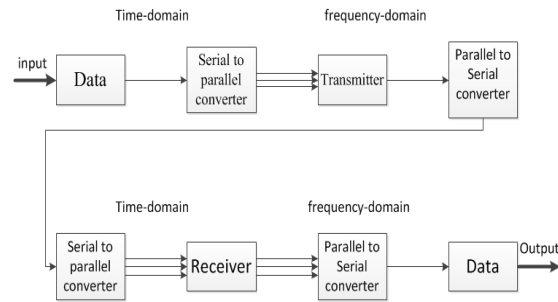 Time-domain
frequency-domain
input
Data
Serial to
parallel
converter
Transmitter
Parallel to
Serial
converter
Time-domain
frequency-domain
Serial to
parallel
converter
Receiver
Parallel to
Serial
converter
Data
Output